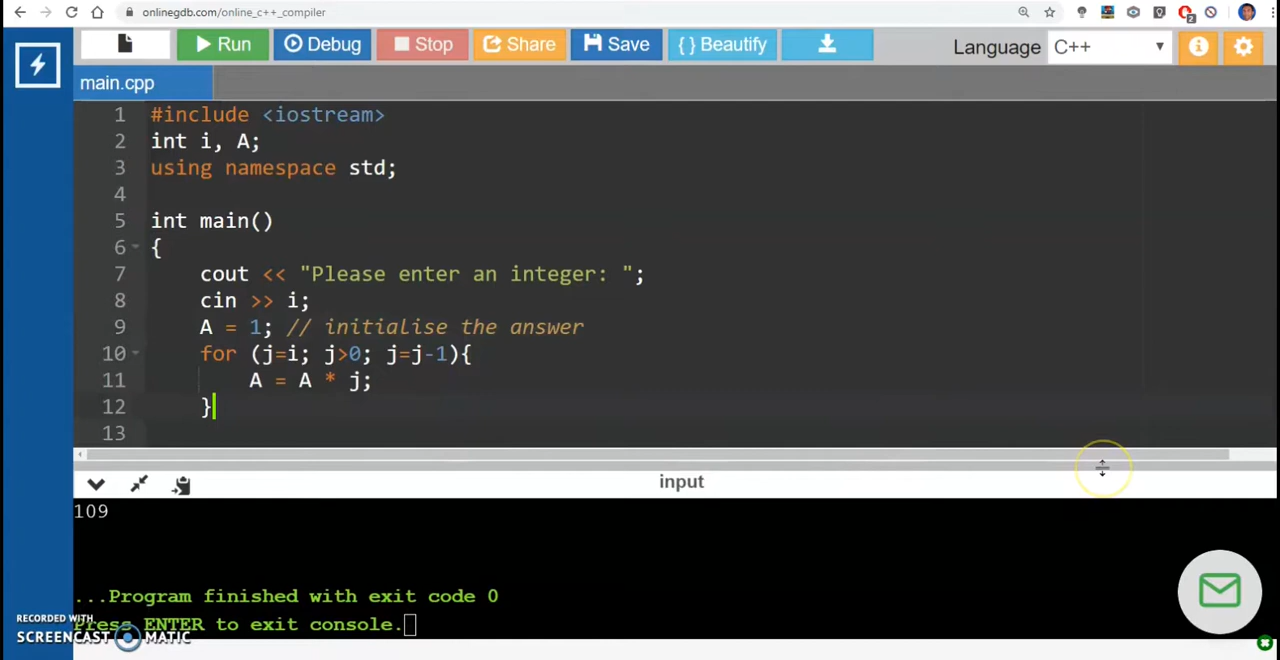 onlinegdb.com/online_c++_compiler
Run Debug Stop Share Save { } Beautify Language C++
2
main.cpp
1 #include <iostream>
2 int i, A;
3 using namespace std;
4
5 int main()
6 {
7 cout << "Please enter an integer: ";
8 cin >> i;
9 A = 1; // initialise the answer
10 for (j=i; j>0; j=j-1){
11 A = A * j;
12 }
13
input
109
...Program finished with exit code 0
Press ENTER to exit console.
RECORDED WITH
SCREENCAST MATIC